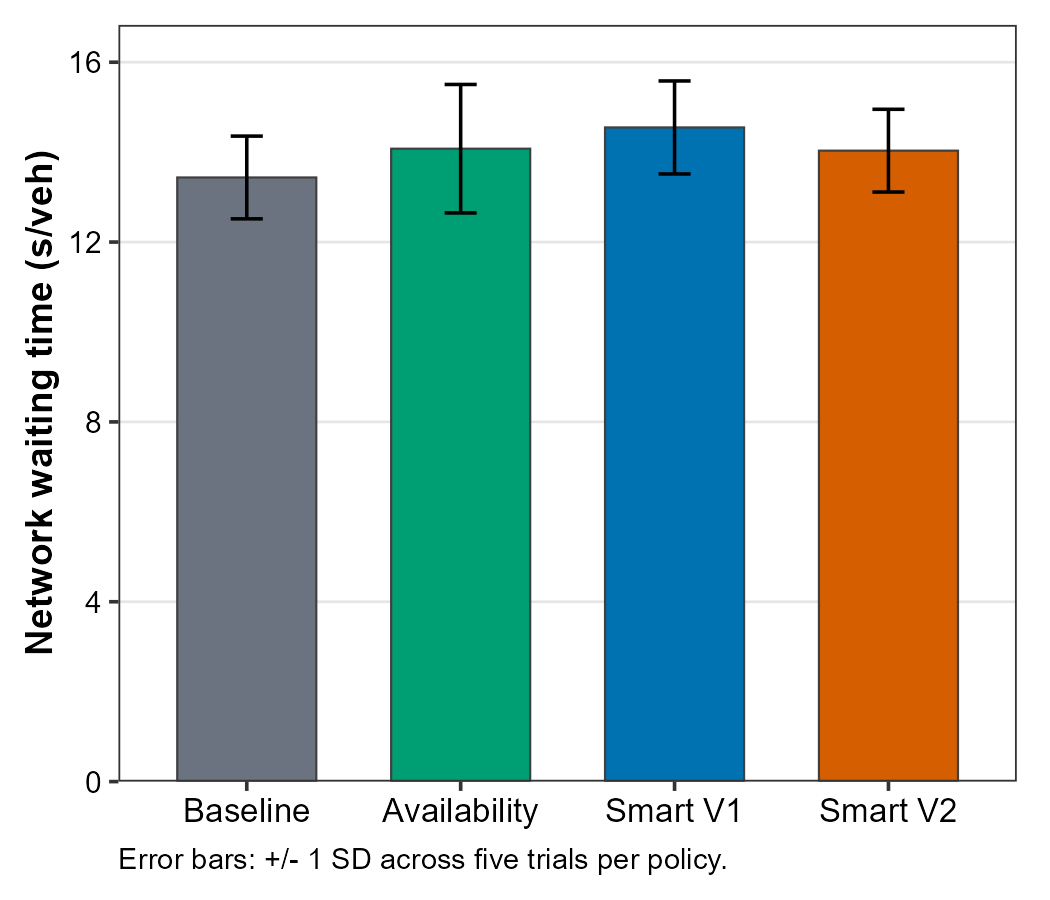 Network waiting time (s/veh)
16
12
8
4
0
Baseline Availability Smart V1 Smart V2
Error bars: +/- 1 SD across five trials per policy.